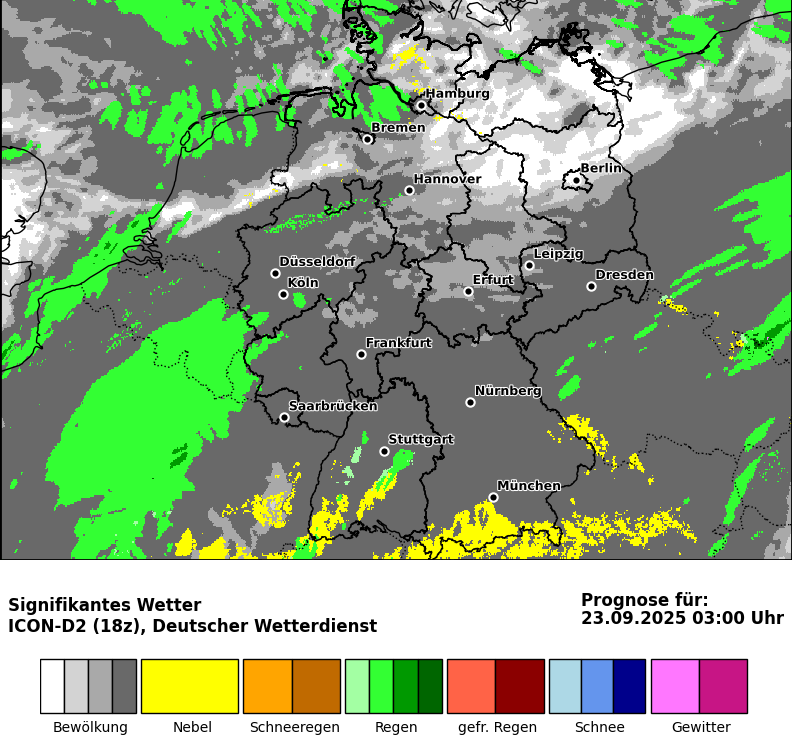 Hamburg
Bremen
Hannover
Berlin
Düsseldorf
Köln
Leipzig
Erfurt
Dresden
Frankfurt
Nürnberg
Saarbrücken
Stuttgart
München
Signifikantes Wetter
ICON-D2 (18z), Deutscher Wetterdienst
Prognose für:
23.09.2025 03:00 Uhr
Bewölkung
Nebel
Schneeregen
Regen
gefr. Regen
Schnee
Gewitter